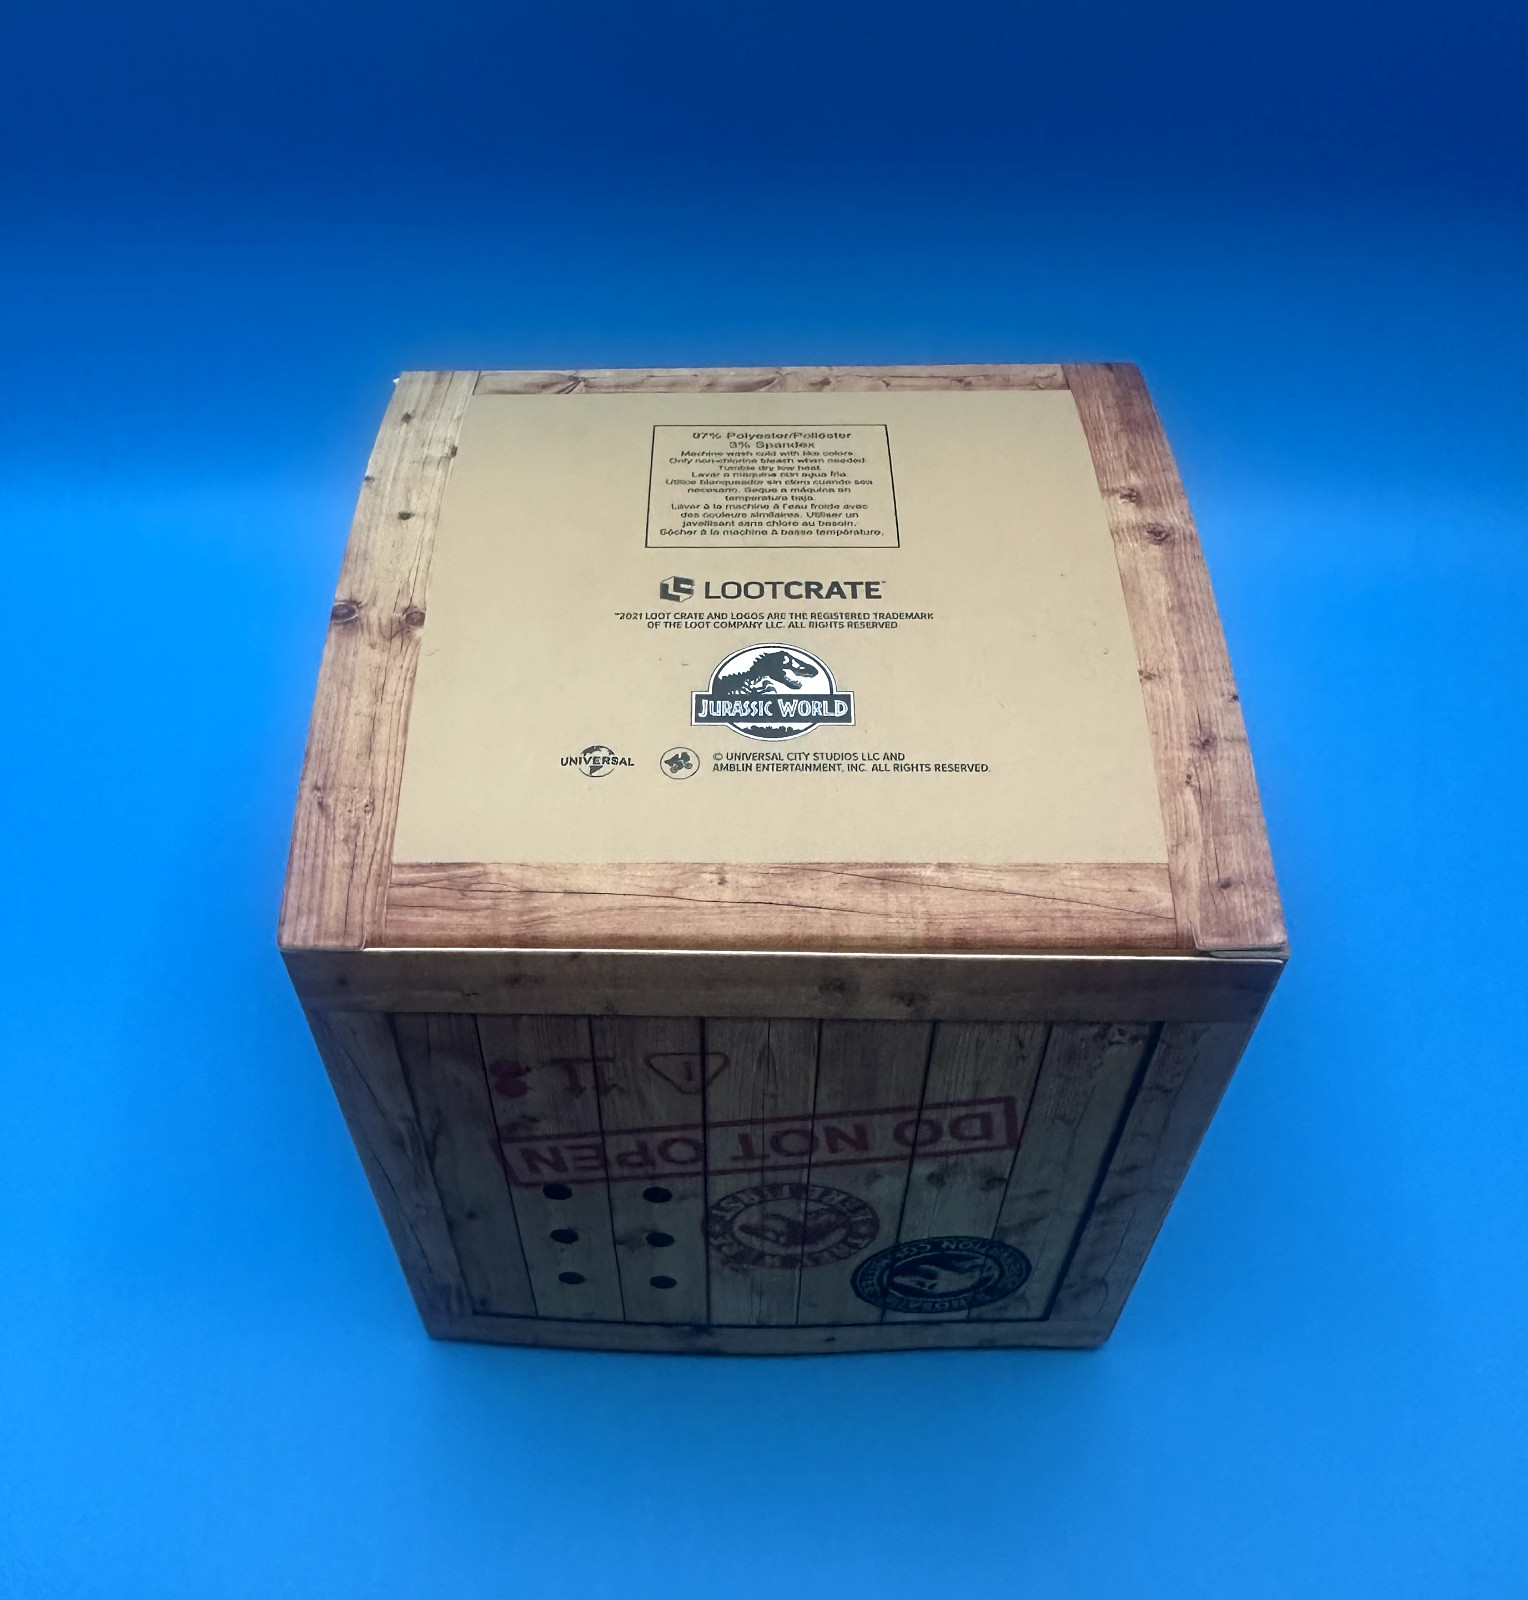 97% Polyester/Poliéster
3% Spandex
Machine wash cold with like colors.
Only non-chlorine bleach when needed.
Tumble dry low heat.
Lavar a máquina con agua fría.
Utilice blanqueador sin cloro cuando sea
necesario. Seque a máquina en
temperatura baja.
Laver à la machine à l'eau froide avec
des couleurs similaires. Utiliser un
javellisant sans chlore au besoin.
Sécher à la machine à basse température.
LOOTCRATE™
™2021 LOOT CRATE AND LOGOS ARE THE REGISTERED TRADEMARK
OF THE LOOT COMPANY LLC. ALL RIGHTS RESERVED.
JURASSIC WORLD
UNIVERSAL
© UNIVERSAL CITY STUDIOS LLC AND
AMBLIN ENTERTAINMENT, INC. ALL RIGHTS RESERVED.
DO NOT OPEN